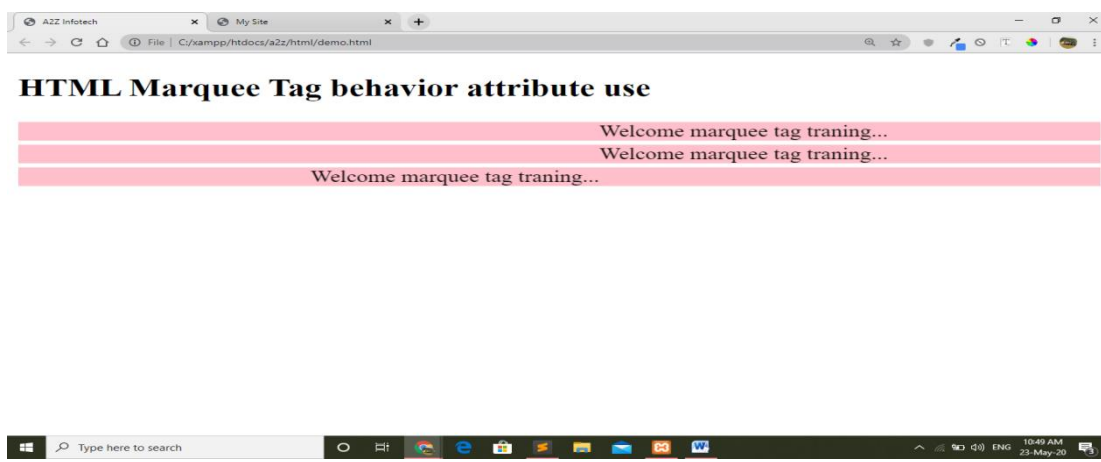 A2Z Infotech My Site
File C:/xampp/htdocs/a2z/html/demo.html
HTML Marquee Tag behavior attribute use
Welcome marquee tag traning...
Welcome marquee tag traning...
Welcome marquee tag traning...
Type here to search
ENG 10:49 AM
23-May-20